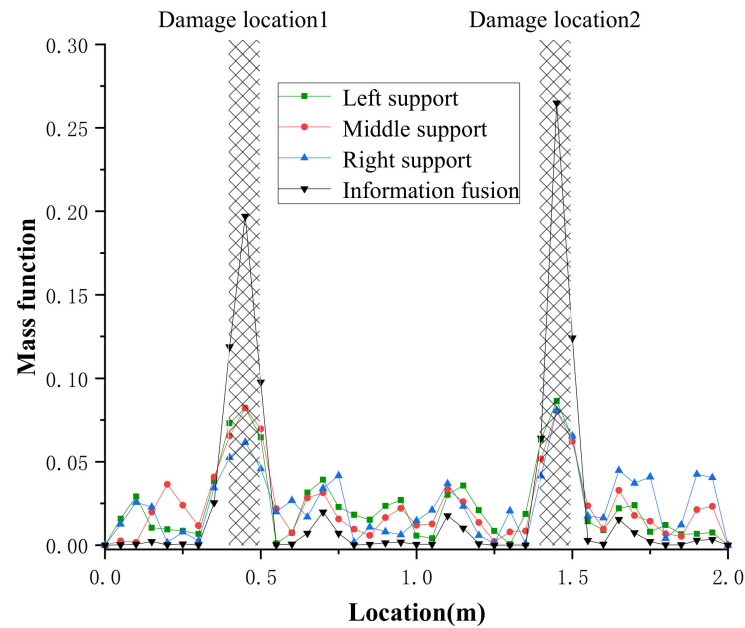 Damage location1 Damage location2
0.30
0.25
0.20
0.15
0.10
0.05
0.00
Mass function
Left support
Middle support
Right support
Information fusion
0.0 0.5 1.0 1.5 2.0
Location(m)